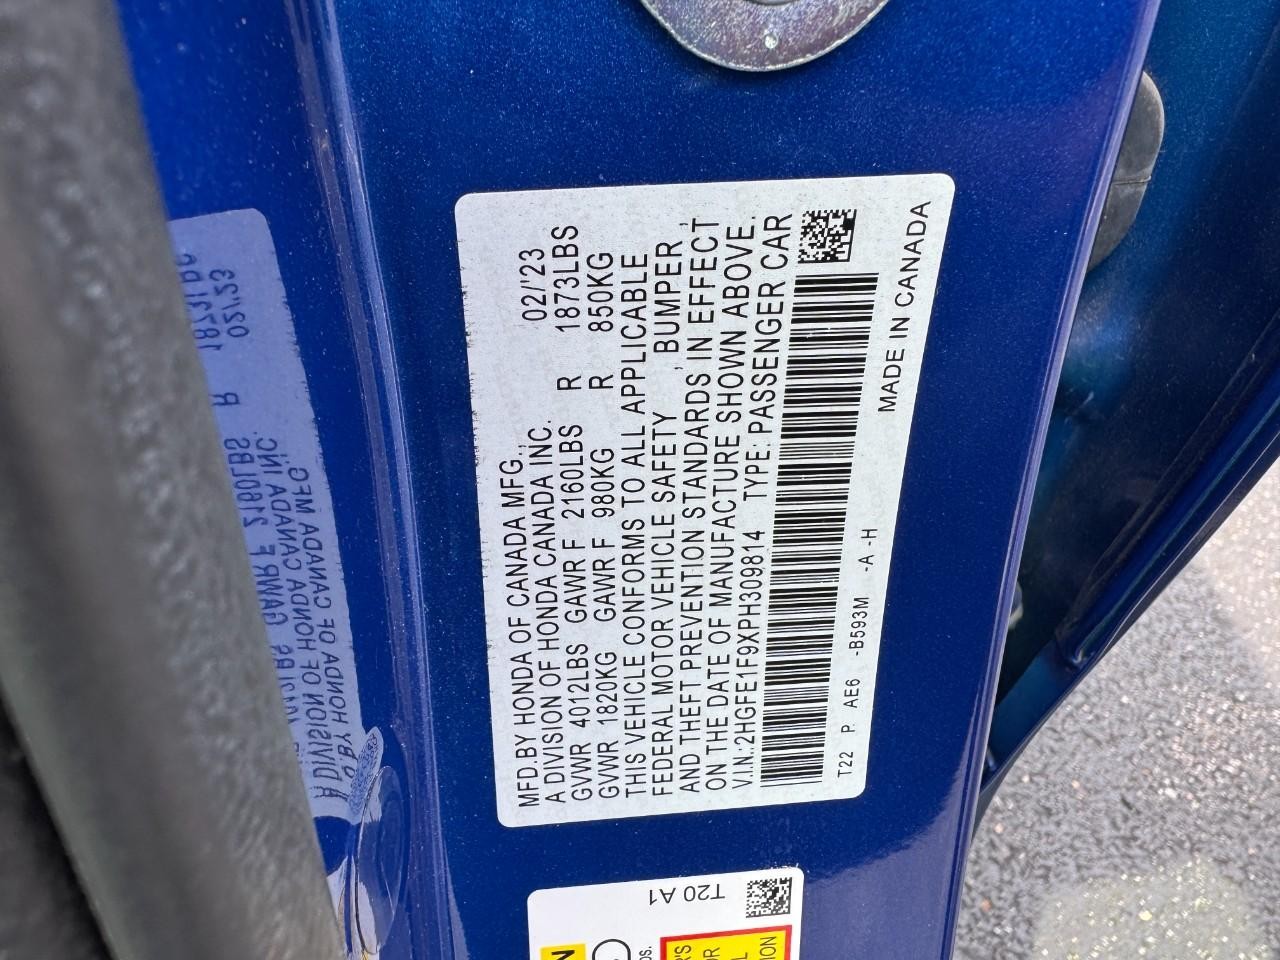 MFD.BY HONDA OF CANADA MFG., 02/'23
A DIVISION OF HONDA CANADA INC.
GVWR 4012LBS GAWR F 2160LBS R 1873LBS
GVWR 1820KG GAWR F 980KG R 850KG
THIS VEHICLE CONFORMS TO ALL APPLICABLE
FEDERAL MOTOR VEHICLE SAFETY , BUMPER ,
AND THEFT PREVENTION STANDARDS IN EFFECT
ON THE DATE OF MANUFACTURE SHOWN ABOVE.
V.I.N.:2HGFE1F9XPH309814 TYPE: PASSENGER CAR
T22 P AE6 -B593M -A -H
MADE IN CANADA
T20 A1